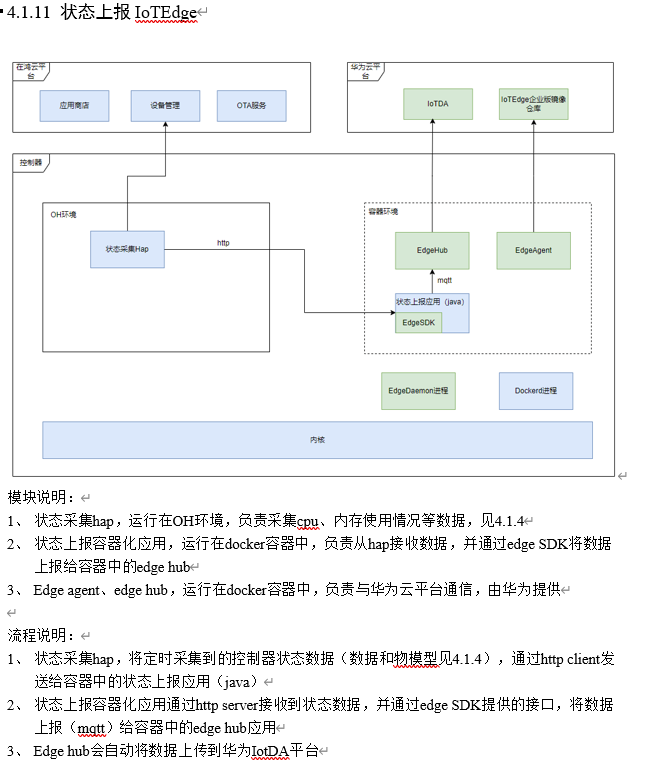 4.1.11 状态上报 IoTEdge
在鸿云平
台
应用商店
设备管理
OTA服务
华为云平
台
IoTDA
IoTEdge企业版镜像
仓库
控制器
OH环境
状态采集Hap
http
容器环境
EdgeHub
EdgeAgent
mqtt
状态上报应用（java）
EdgeSDK
EdgeDaemon进程
Dockerd进程
内核
模块说明：
1、 状态采集hap，运行在OH环境，负责采集cpu、内存使用情况等数据，见4.1.4
2、 状态上报容器化应用，运行在docker容器中，负责从hap接收数据，并通过edge SDK将数据
上报给容器中的edge hub
3、 Edge agent、edge hub，运行在docker容器中，负责与华为云平台通信，由华为提供
流程说明：
1、 状态采集hap，将定时采集到的控制器状态数据（数据和物模型见4.1.4），通过http client发
送给容器中的状态上报应用（java）
2、 状态上报容器化应用通过http server接收到状态数据，并通过edge SDK提供的接口，将数据
上报（mqtt）给容器中的edge hub应用
3、 Edge hub会自动将数据上传到华为IotDA平台